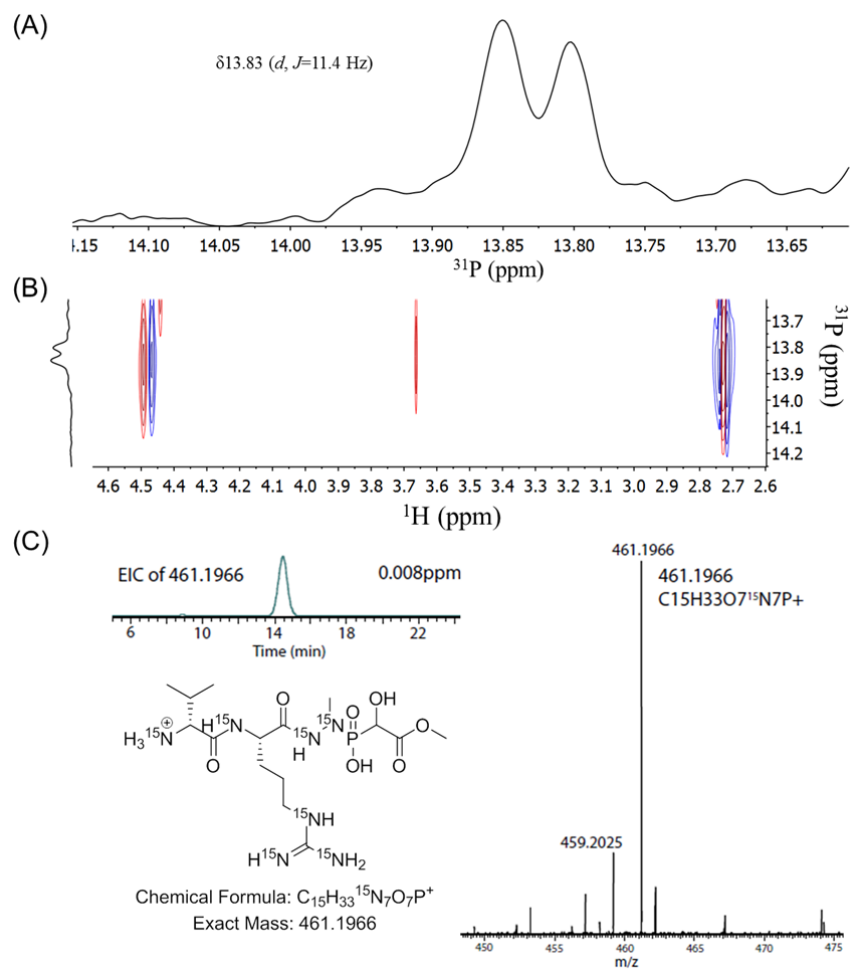 (A)
δ13.83 (d, J=11.4 Hz)
.15 14.10 14.05 14.00 13.95 13.90 13.85 13.80 13.75 13.70 13.65
³¹P (ppm)
(B)
13.7
13.8
13.9
14.0
14.1
14.2
³¹P (ppm)
4.6 4.5 4.4 4.3 4.2 4.1 4.0 3.9 3.8 3.7 3.6 3.5 3.4 3.3 3.2 3.1 3.0 2.9 2.8 2.7 2.6
¹H (ppm)
(C)
EIC of 461.1966 0.008ppm
6 10 14 18 22
Time (min)
461.1966
461.1966
C15H33O7¹⁵N7P+
459.2025
450 455 460 465 470 475
m/z
H₃¹⁵N ⊕
O
H¹⁵N
O
¹⁵N
H
¹⁵N
O
P
OH
OH
O
O
¹⁵NH
H¹⁵N
¹⁵NH₂
Chemical Formula: C₁₅H₃₃¹⁵N₇O₇P⁺
Exact Mass: 461.1966